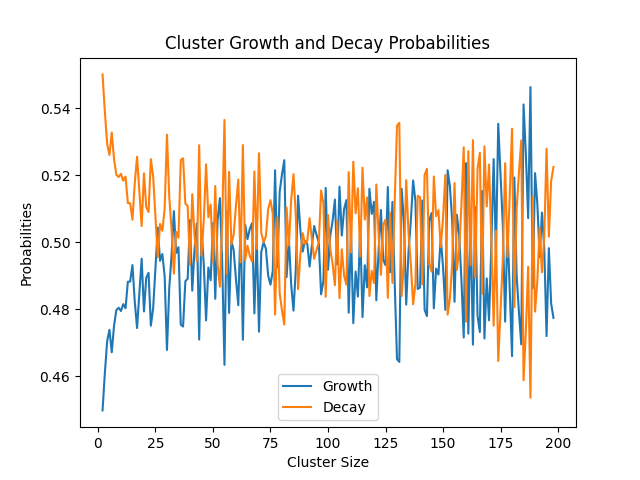 Cluster Growth and Decay Probabilities
Probabilities
0.54
0.52
0.50
0.48
0.46
Growth
Decay
0 25 50 75 100 125 150 175 200
Cluster Size